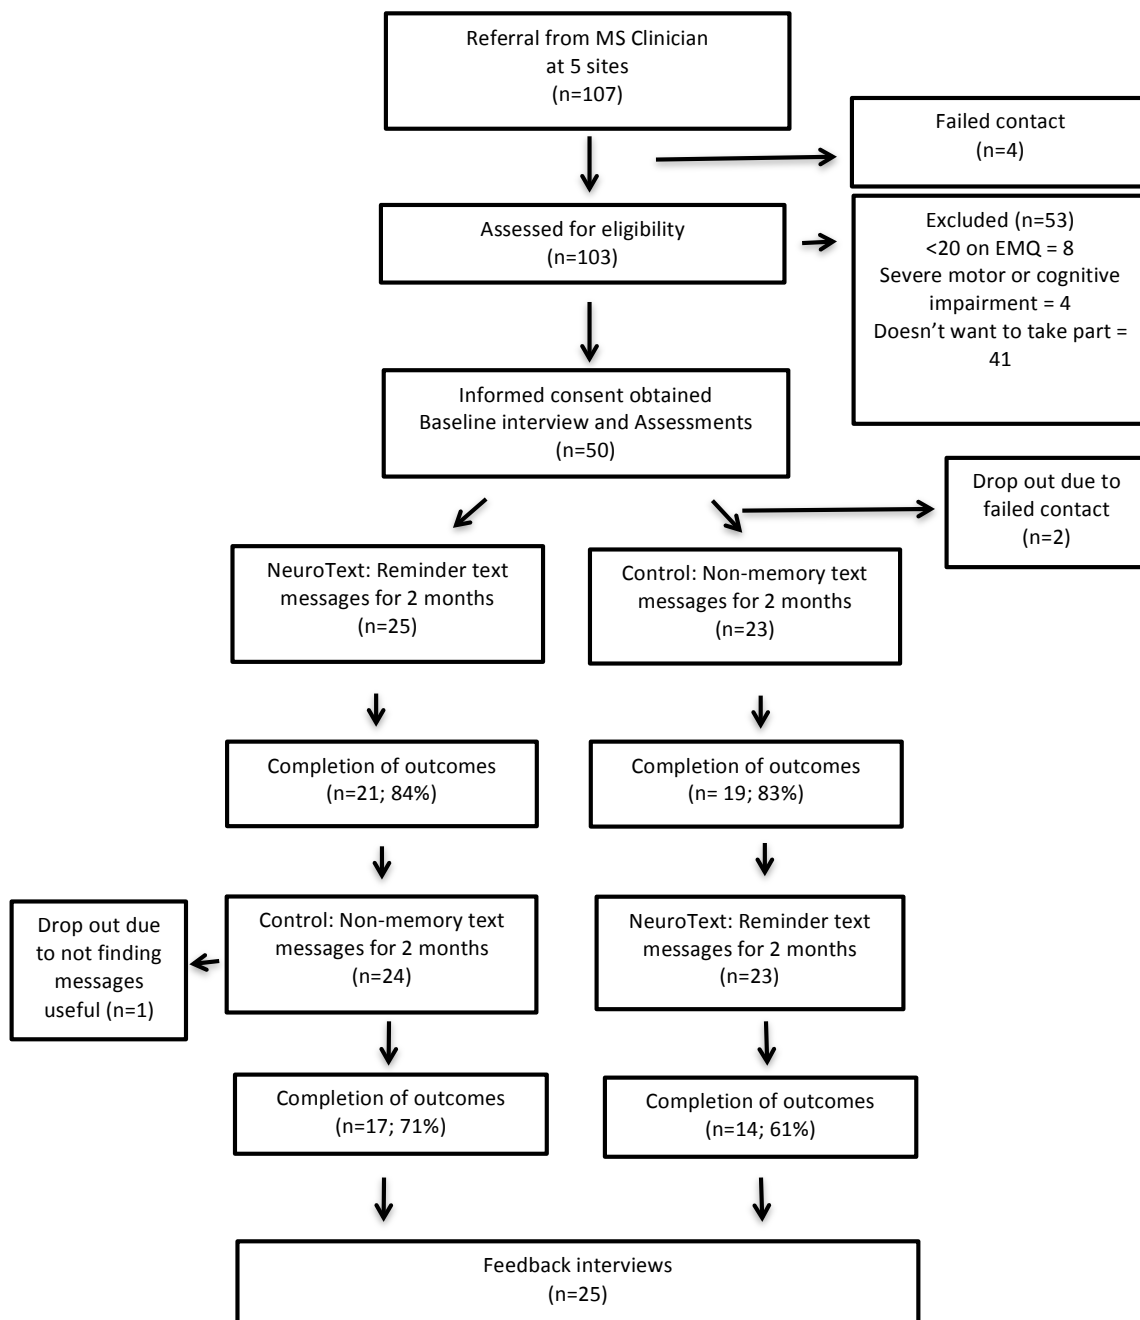 Referral from MS Clinician
at 5 sites
(n=107)
Failed contact
(n=4)
Assessed for eligibility
(n=103)
Excluded (n=53)
<20 on EMQ = 8
Severe motor or cognitive
impairment = 4
Doesn’t want to take part =
41
Informed consent obtained
Baseline interview and Assessments
(n=50)
Drop out due to
failed contact
(n=2)
NeuroText: Reminder text
messages for 2 months
(n=25)
Control: Non-memory text
messages for 2 months
(n=23)
Completion of outcomes
(n=21; 84%)
Completion of outcomes
(n= 19; 83%)
Drop out due
to not finding
messages
useful (n=1)
Control: Non-memory text
messages for 2 months
(n=24)
NeuroText: Reminder text
messages for 2 months
(n=23)
Completion of outcomes
(n=17; 71%)
Completion of outcomes
(n=14; 61%)
Feedback interviews
(n=25)